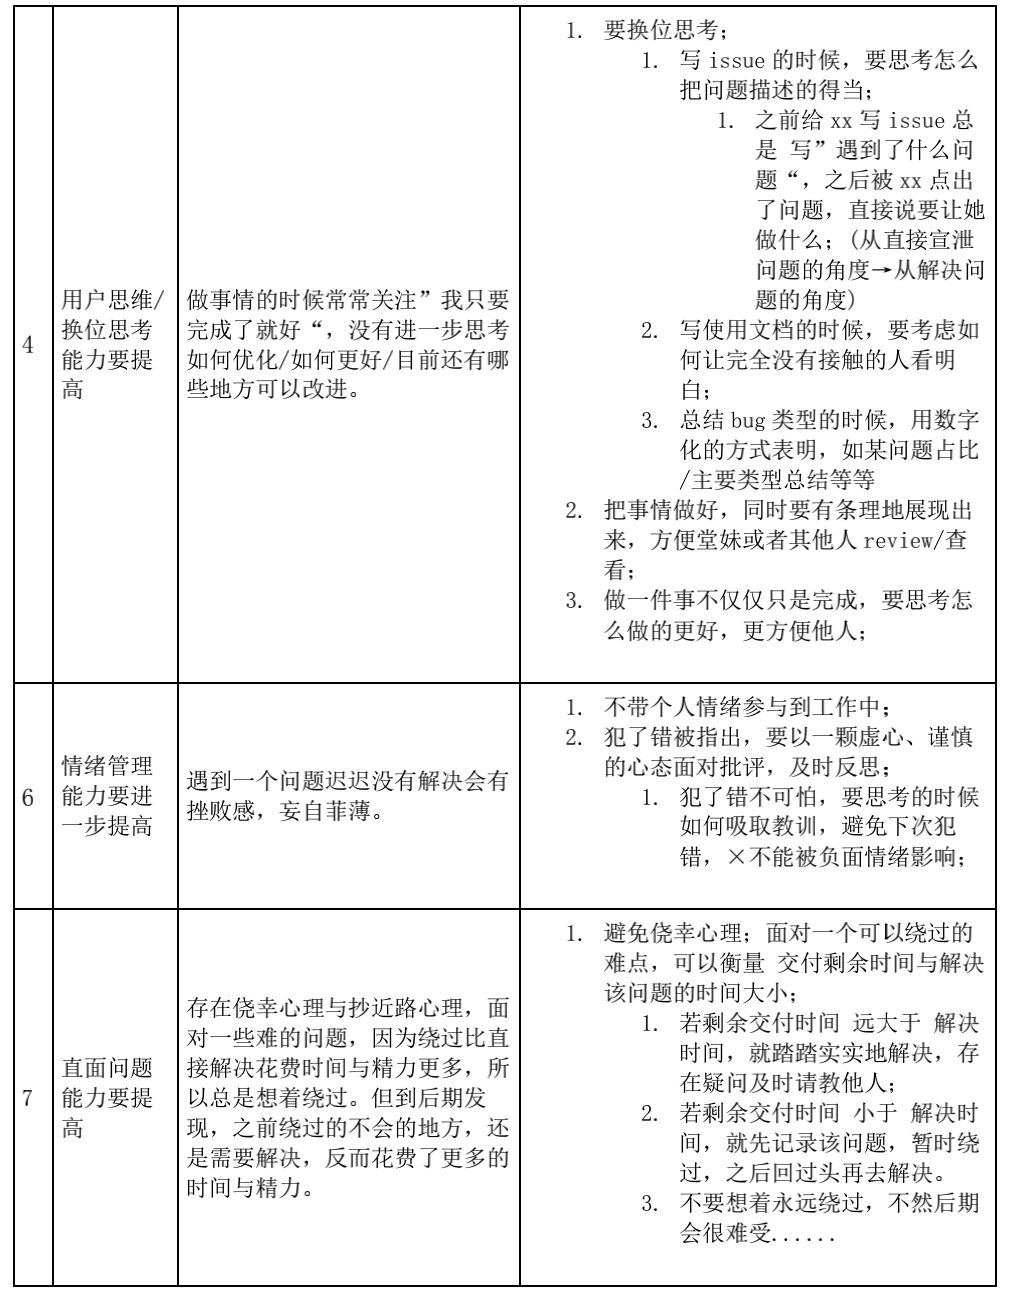 4
用户思维/
换位思考
能力要提
高
做事情的时候常常关注”我只要
完成了就好“，没有进一步思考
如何优化/如何更好/目前还有哪
些地方可以改进。
1. 要换位思考；
1. 写 issue 的时候，要思考怎么
把问题描述的得当；
1. 之前给 xx 写 issue 总
是 写”遇到了什么问
题“，之后被 xx 点出
了问题，直接说要让她
做什么；(从直接宣泄
问题的角度→从解决问
题的角度)
2. 写使用文档的时候，要考虑如
何让完全没有接触的人看明
白；
3. 总结 bug 类型的时候，用数字
化的方式表明，如某问题占比
/主要类型总结等等
2. 把事情做好，同时要有条理地展现出
来，方便堂妹或者其他人 review/查
看；
3. 做一件事不仅仅只是完成，要思考怎
么做的更好，更方便他人；
6
情绪管理
能力要进
一步提高
遇到一个问题迟迟没有解决会有
挫败感，妄自菲薄。
1. 不带个人情绪参与到工作中；
2. 犯了错被指出，要以一颗虚心、谨慎
的心态面对批评，及时反思；
1. 犯了错不可怕，要思考的时候
如何吸取教训，避免下次犯
错，×不能被负面情绪影响；
7
直面问题
能力要提
高
存在侥幸心理与抄近路心理，面
对一些难的问题，因为绕过比直
接解决花费时间与精力更多，所
以总是想着绕过。但到后期发
现，之前绕过的不会的地方，还
是需要解决，反而花费了更多的
时间与精力。
1. 避免侥幸心理；面对一个可以绕过的
难点，可以衡量 交付剩余时间与解决
该问题的时间大小；
1. 若剩余交付时间 远大于 解决
时间，就踏踏实实地解决，存
在疑问及时请教他人；
2. 若剩余交付时间 小于 解决时
间，就先记录该问题，暂时绕
过，之后回过头再去解决。
3. 不要想着永远绕过，不然后期
会很难受......